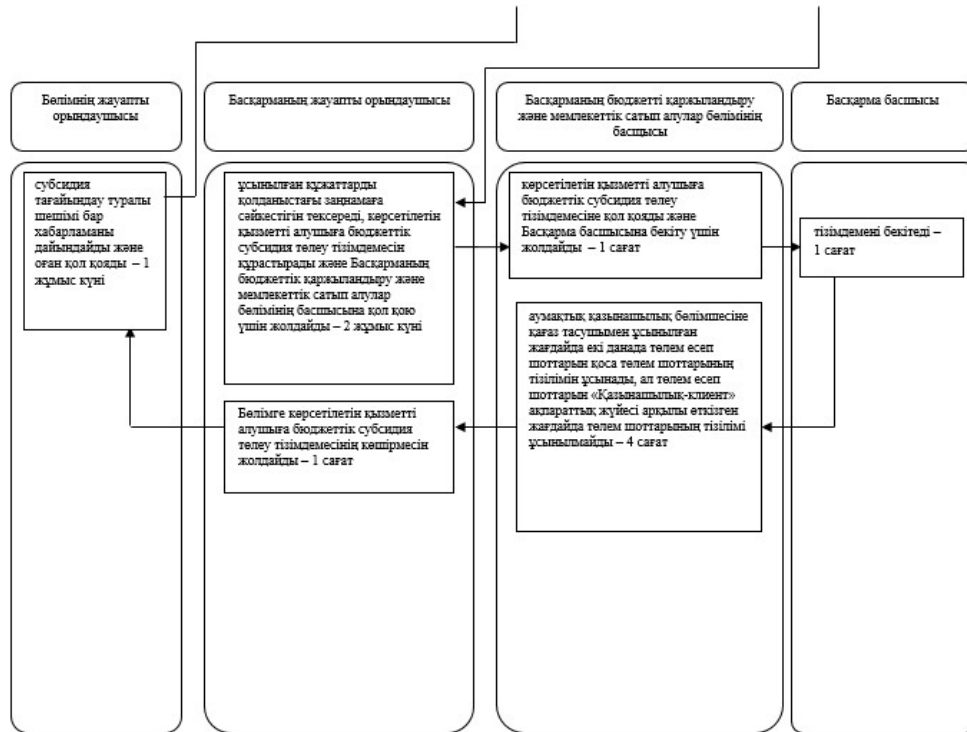 Бөлімнің жауапты
орындаушысы
Басқарманың жауапты орындаушысы
Басқарманың бюджетті қаржыландыру
және мемлекеттік сатып алулар бөлімінің
басщысы
Басқарма басшысы
субсидия
тағайындау туралы
шешімі бар
хабарламаны
дайындайды және
оған қол қояды – 1
жұмыс күні
ұсынылған құжаттарды
қолданыстағы заңнамаға
сәйкестігін тексереді, көрсетілетін
қызметті алушыға бюджеттік
субсидия төлеу тізімдемесін
құрастырады және Басқарманың
бюджеттік қаржыландыру және
мемлекеттік сатып алулар
бөлімінің басшысына қол қою
үшін жолдайды – 2 жұмыс күні
көрсетілетін қызметті алушыға
бюджеттік субсидия төлеу
тізімдемесіне қол қояды және
Басқарма басшысына бекіту үшін
жолдайды – 1 сағат
тізімдемені бекітеді –
1 сағат
аумақтық қазынашылық бөлімшесіне
қағаз тасушымен ұсынылған
жағдайда екі данада төлем есеп
шоттарын қоса төлем шоттарының
тізілімін ұсынады, ал төлем есеп
шоттарын «Қазынашылық-клиент»
ақпараттық жүйесі арқылы өткізген
жағдайда төлем шоттарының тізілімі
ұсынылмайды – 4 сағат
Бөлімге көрсетілетін қызметті
алушыға бюджеттік субсидия
төлеу тізімдемесінің көшірмесін
жолдайды – 1 сағат